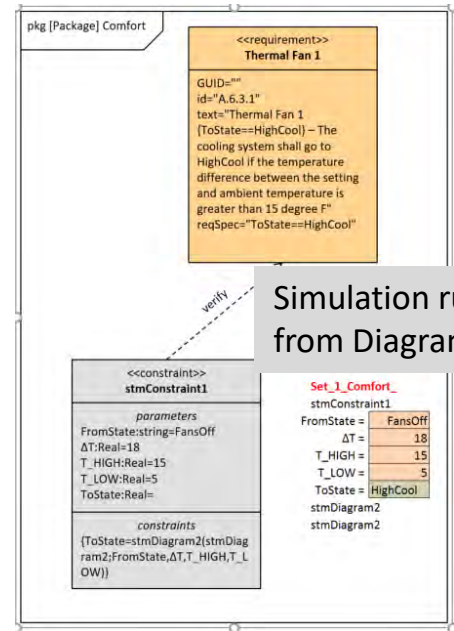 pkg [Package] Comfort
<<requirement>>
Thermal Fan 1
GUID=""
id="A.6.3.1"
text="Thermal Fan 1
{ToState==HighCool} – The
cooling system shall go to
HighCool if the temperature
difference between the setting
and ambient temperature is
greater than 15 degree F"
reqSpec="ToState==HighCool"
verify
Simulation
from
<<constraint>>
stmConstraint1
parameters
FromState:string=FansOff
ΔT:Real=18
T_HIGH:Real=15
T_LOW:Real=5
ToState:Real=
constraints
{ToState=stmDiagram2(stmDiag
ram2;FromState,ΔT,T_HIGH,T_L
OW)}
Set_1_Comfort_
stmConstraint1
FromState = FansOff
ΔT = 18
T_HIGH = 15
T_LOW = 5
ToState = HighCool
stmDiagram2
stmDiagram2